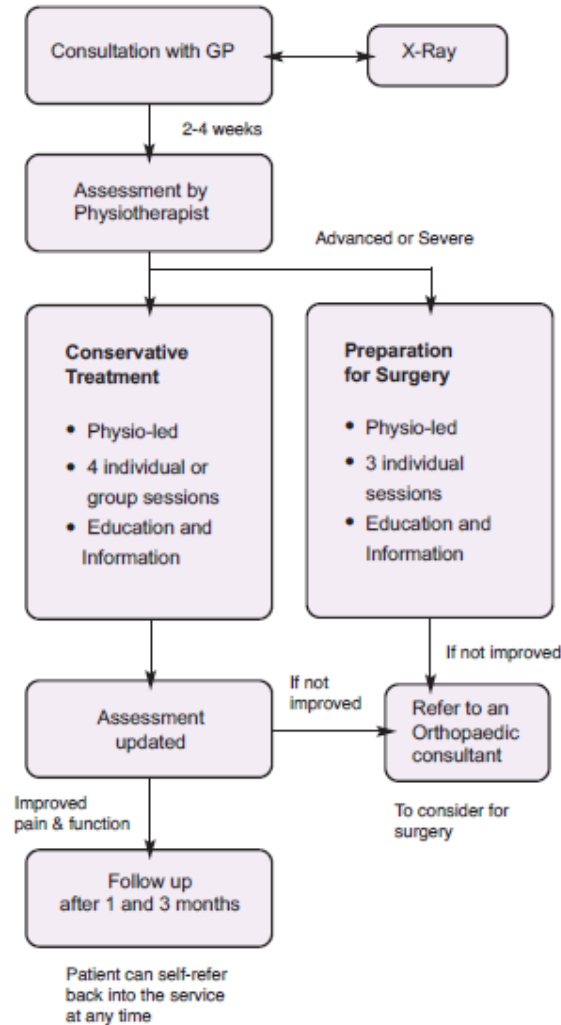 Consultation with GP
X-Ray
2-4 weeks
Assessment by
Physiotherapist
Advanced or Severe
Conservative
Treatment
• Physio-led
• 4 individual or
group sessions
• Education and
Information
Preparation
for Surgery
• Physio-led
• 3 individual
sessions
• Education and
Information
If not improved
If not
improved
Assessment
updated
Refer to an
Orthopaedic
consultant
Improved
pain & function
To consider for
surgery
Follow up
after 1 and 3 months
Patient can self-refer
back into the service
at any time